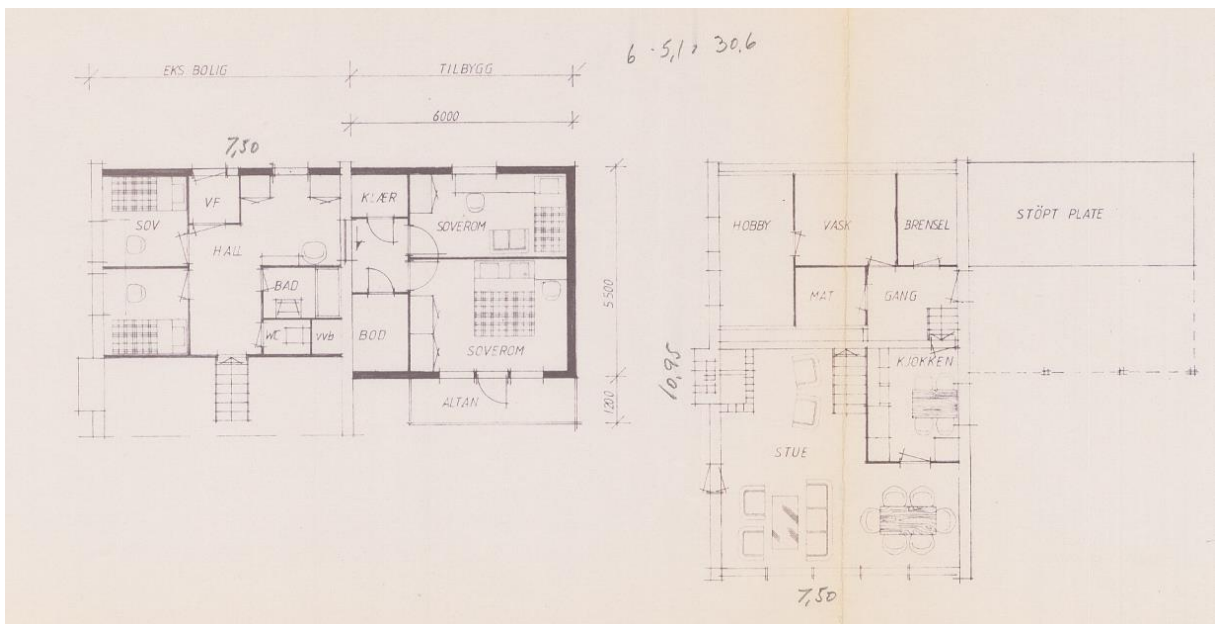 6 · 5,1 = 30.6
EKS BOLIG
TILBYGG
6000
7,50
VF
KLÆR
SOV
SOVEROM
HALL
BAD
WC
VVb
BOD
SOVEROM
ALTAN
5500
1200
HOBBY
VASK
BRENSEL
STÖPT PLATE
MAT
GANG
KJØKKEN
10,95
STUE
7,50